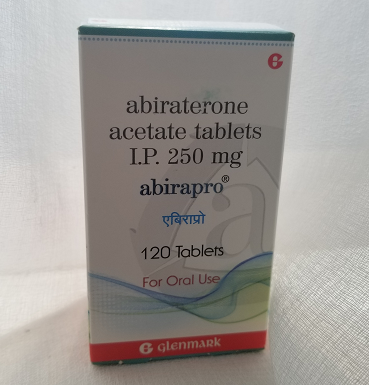 abiraterone
acetate tablets
I.P. 250 mg
abirapro®
एबिराप्रो
120 Tablets
For Oral Use
G glenmark